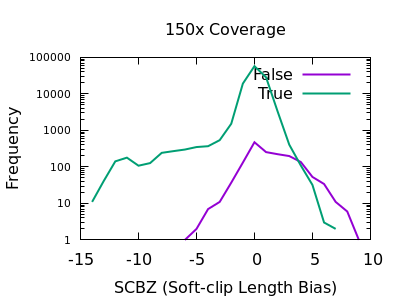 150x Coverage
100000
10000
1000
100
10
1
Frequency
False
True
-15 -10 -5 0 5 10
SCBZ (Soft-clip Length Bias)